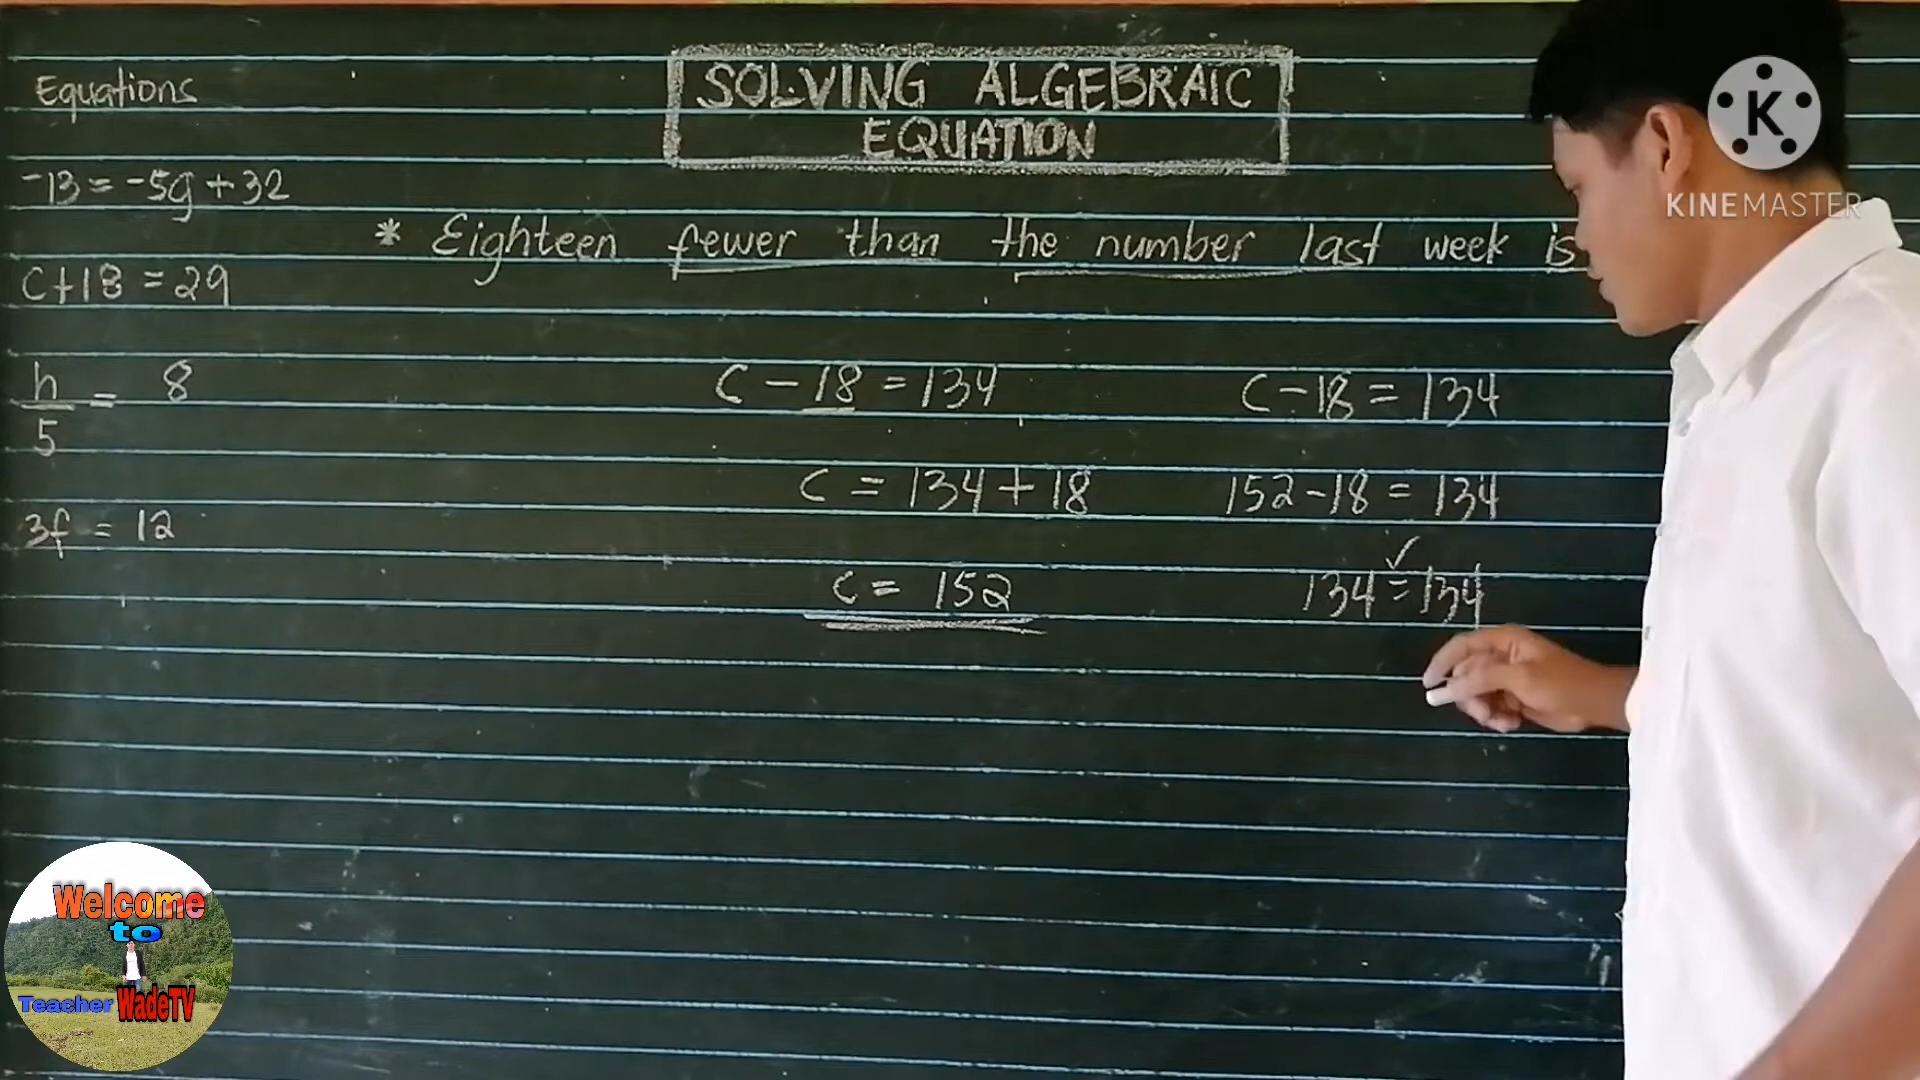 SOLVING ALGEBRAIC
EQUATION
Equations
-13 = -5g + 32
c + 18 = 29
h/5 = 8
3f = 12
* Eighteen fewer than the number last week is
c - 18 = 134
c = 134 + 18
c = 152
c - 18 = 134
152 - 18 = 134
✓
134 = 134
K
KINEMASTER
Welcome
to
Teacher WadeTV